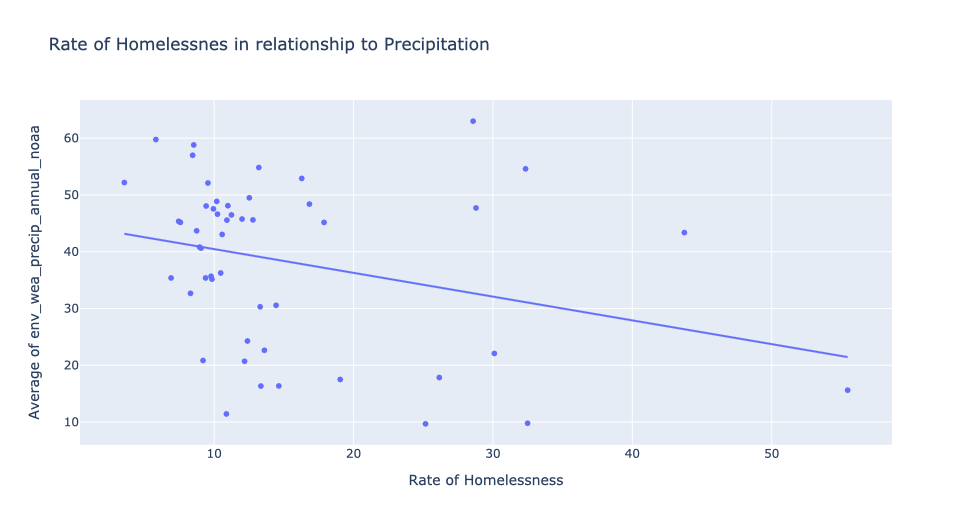 Rate of Homelessnes in relationship to Precipitation
Average of env_wea_precip_annual_noaa
60
50
40
30
20
10
10 20 30 40 50
Rate of Homelessness